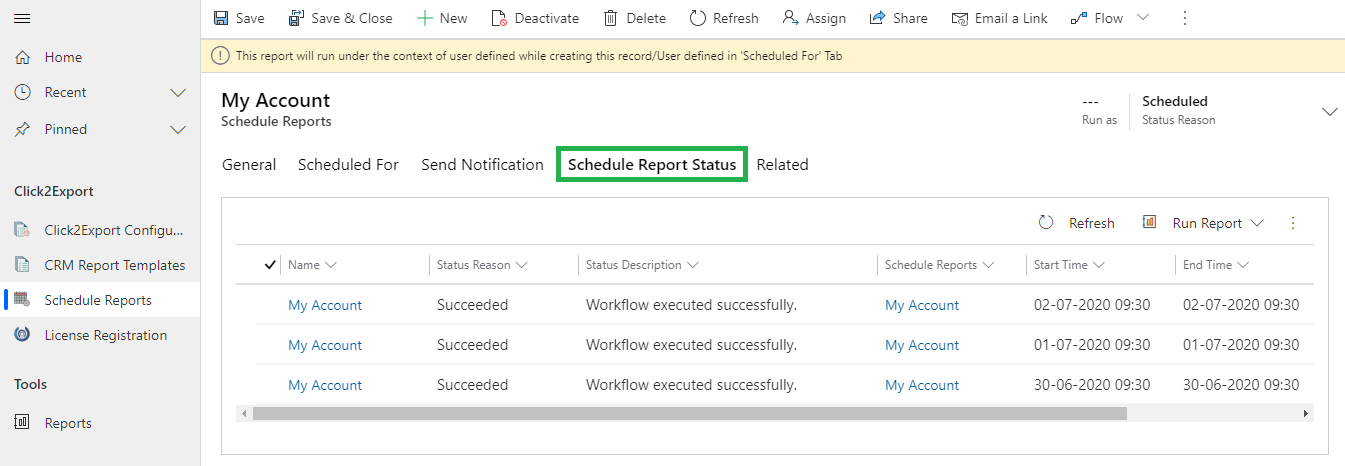 Save Save & Close New Deactivate Delete Refresh Assign Share Email a Link Flow
This report will run under the context of user defined while creating this record/User defined in 'Scheduled For' Tab
Home
Recent
Pinned
Click2Export
Click2Export Configu...
CRM Report Templates
Schedule Reports
License Registration
Tools
Reports
My Account
Schedule Reports
--- 
Run as
Scheduled
Status Reason
General Scheduled For Send Notification Schedule Report Status Related
Refresh Run Report
Name Status Reason Status Description Schedule Reports Start Time End Time
My Account Succeeded Workflow executed successfully. My Account 02-07-2020 09:30 02-07-2020 09:30
My Account Succeeded Workflow executed successfully. My Account 01-07-2020 09:30 01-07-2020 09:30
My Account Succeeded Workflow executed successfully. My Account 30-06-2020 09:30 30-06-2020 09:30